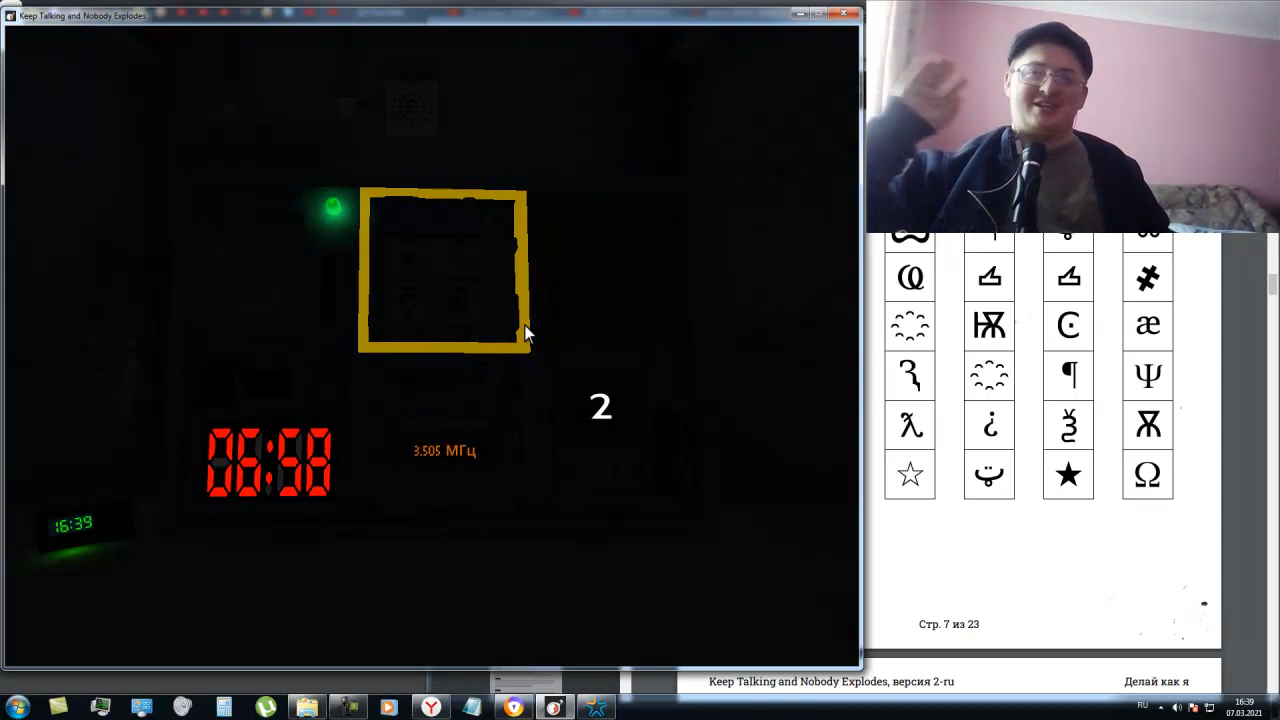 Keep Talking and Nobody Explodes
06:58
3.505 МГц
2
16:39
Ѭ
æ
¶
Ψ
ƛ
¿
Ѯ
Ѫ
☆
★
Ω
Стр. 7 из 23
Keep Talking and Nobody Explodes, версия 2-ru
Делай как я
RU
16:39
07.03.2021